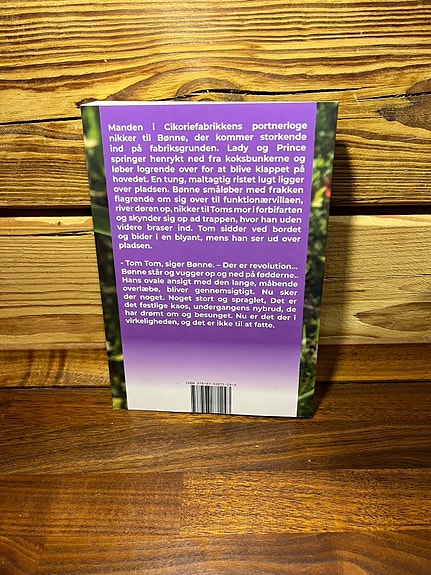 Manden i Cikoriefabrikkens portnerloge
nikker til Bønne, der kommer storkende
ind på fabriksgrunden. Lady og Prince
springer henrykt ned fra koksbunkerne og
løber logrende over for at blive klappet på
hovedet. En tung, maltagtig ristet lugt ligger
over pladsen. Bønne småløber med frakken
flagrende om sig over til funktionærvillaen,
river døren op, nikker til Toms mor i forbifarten
og skynder sig op ad trappen, hvor han uden
videre braser ind. Tom sidder ved bordet
og bider i en blyant, mens han ser ud over
pladsen.
- Tom Tom, siger Bønne. – Der er revolution...
Bønne står og vugger op og ned på fødderne..
Hans ovale ansigt med den lange, måbende
overlæbe, bliver gennemsigtigt. Nu sker
der noget. Noget stort og spraglet, Det er
det festlige kaos, undergangens nybrud, de
har drømt om og besunget. Nu er det der i
virkeligheden, og det er ikke til at fatte.